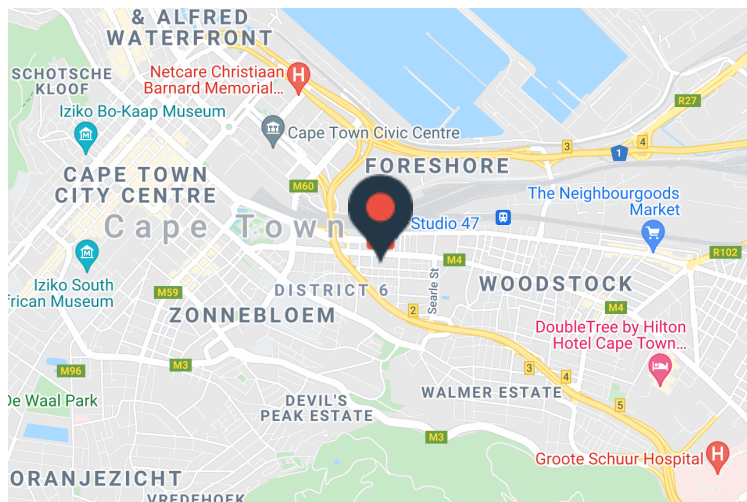 & ALFRED
WATERFRONT
SCHOTSCHE
KLOOF
Netcare Christiaan
Barnard Memorial...
H
R27
Iziko Bo-Kaap Museum
Cape Town Civic Centre
3
4
1
FORESHORE
CAPE TOWN
CITY CENTRE
M60
The Neighbourgoods
Market
Cape Town
Studio 47
R102
M4
Iziko South
frican Museum
M59
DISTRICT 6
Searle St
WOODSTOCK
ZONNEBLOEM
2
M4
DoubleTree by Hilton
Hotel Cape Town...
M3
M96
3
4
De Waal Park
DEVIL'S
PEAK ESTATE
WALMER ESTATE
5
M3
Groote Schuur Hospital
H
ORANJEZICHT
VREDEHOEK